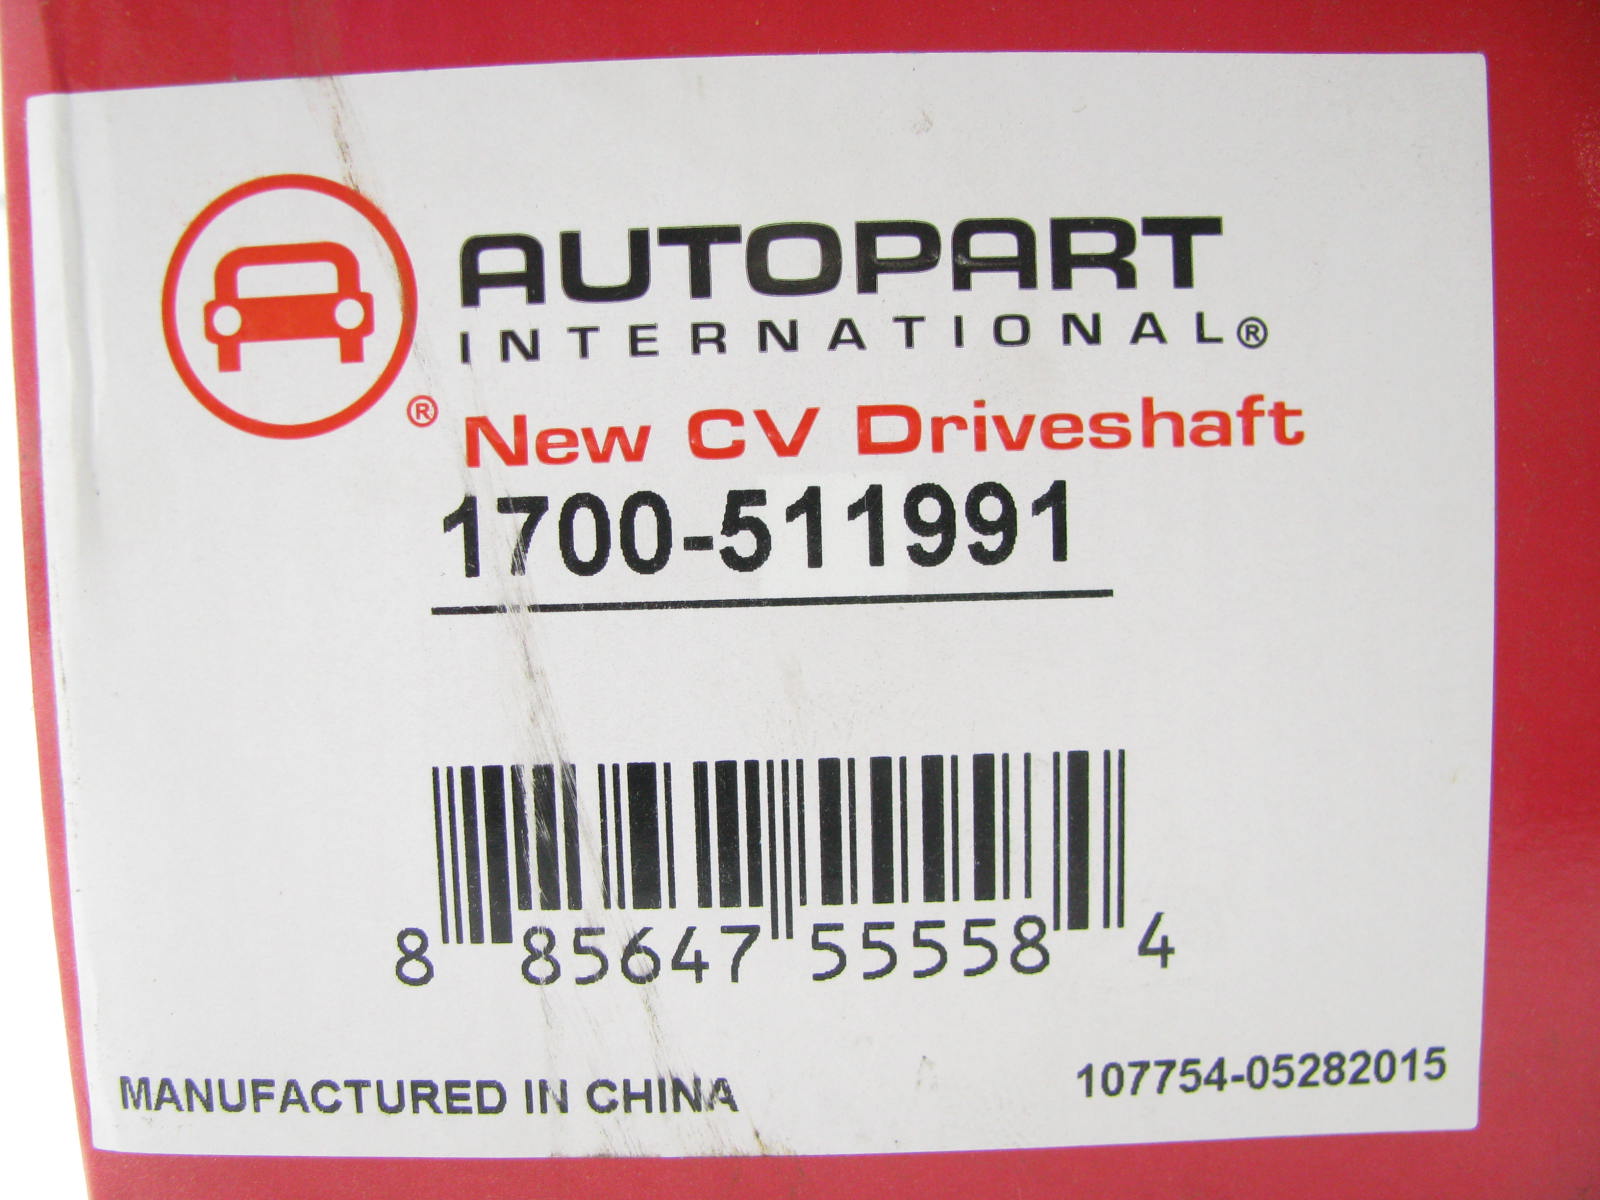 AUTOPART
INTERNATIONAL®
®
New CV Driveshaft
1700-511991
8 85647 55558 4
MANUFACTURED IN CHINA
107754-05282015